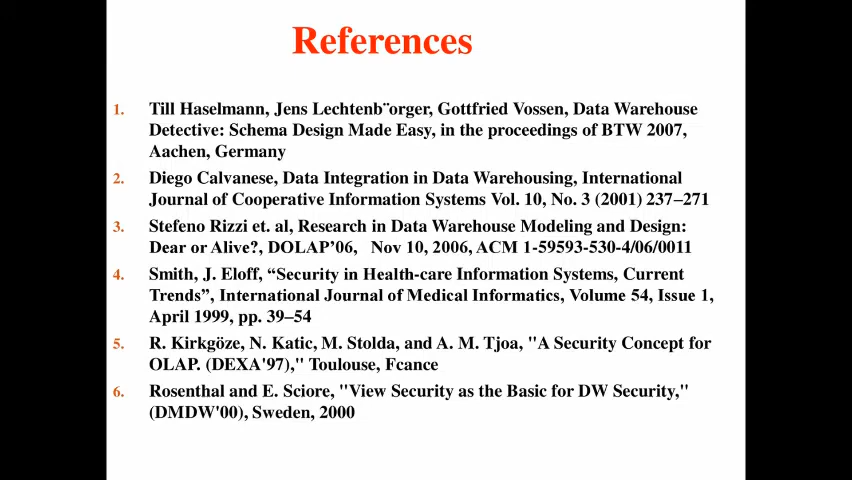 References
1. Till Haselmann, Jens Lechtenb¨orger, Gottfried Vossen, Data Warehouse
Detective: Schema Design Made Easy, in the proceedings of BTW 2007,
Aachen, Germany
2. Diego Calvanese, Data Integration in Data Warehousing, International
Journal of Cooperative Information Systems Vol. 10, No. 3 (2001) 237–271
3. Stefeno Rizzi et. al, Research in Data Warehouse Modeling and Design:
Dear or Alive?, DOLAP’06, Nov 10, 2006, ACM 1-59593-530-4/06/0011
4. Smith, J. Eloff, “Security in Health-care Information Systems, Current
Trends”, International Journal of Medical Informatics, Volume 54, Issue 1,
April 1999, pp. 39–54
5. R. Kirkgöze, N. Katic, M. Stolda, and A. M. Tjoa, "A Security Concept for
OLAP. (DEXA'97)," Toulouse, Fcance
6. Rosenthal and E. Sciore, "View Security as the Basic for DW Security,"
(DMDW'00), Sweden, 2000